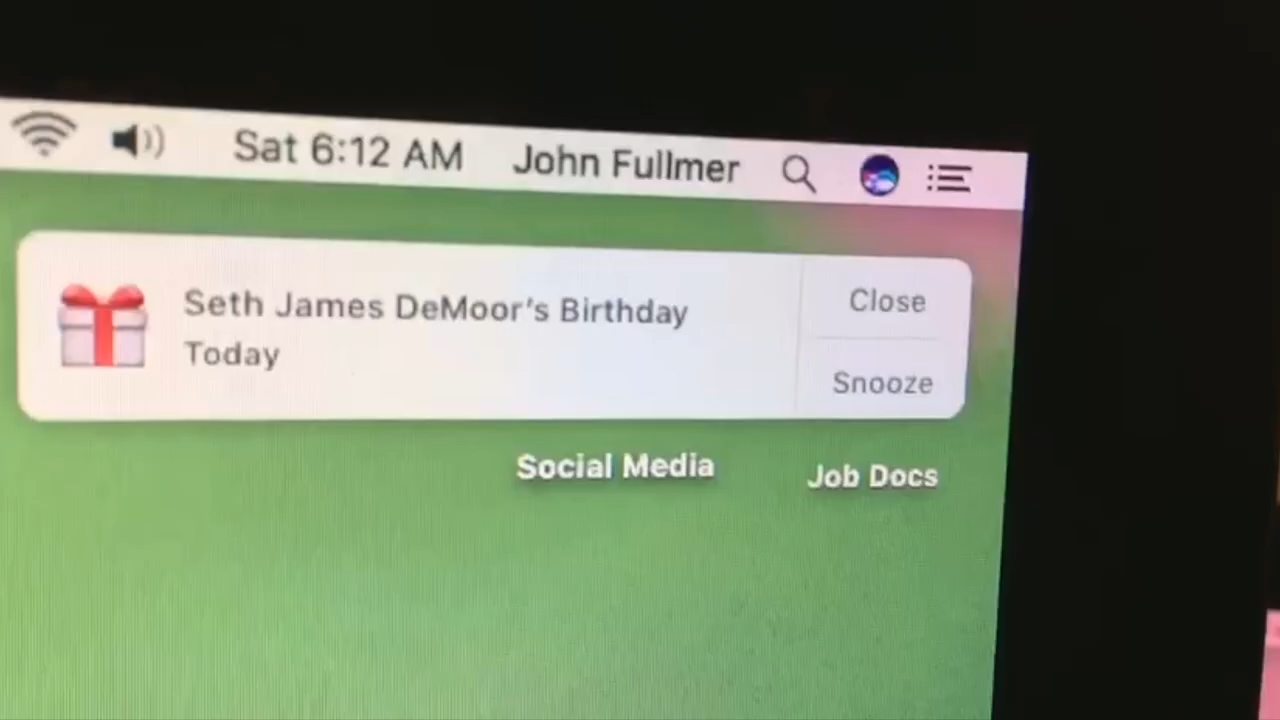 Sat 6:12 AM John Fullmer
Seth James DeMoor's Birthday
Today
Close
Snooze
Social Media
Job Docs